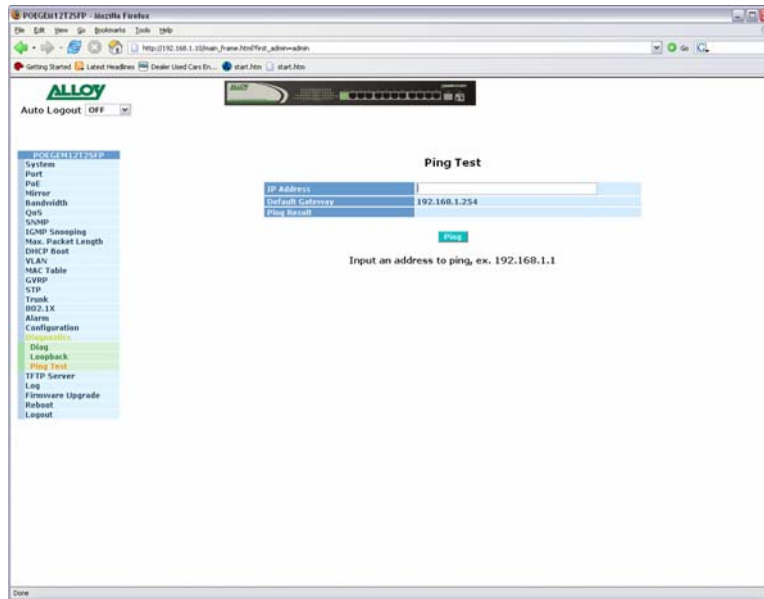 POEGEM12T2SFP - Mozilla Firefox
File Edit View Go Bookmarks Tools Help
http://192.168.1.10/main_frame.html?first_admin=admin
Go
Getting Started Latest Headlines Dealer Used Cars En... start.htm start.htm
ALLOY
ALLOY
Auto Logout OFF
POEGEM12T2SFP
System
Port
PoE
Mirror
Bandwidth
QoS
SNMP
IGMP Snooping
Max. Packet Length
DHCP Boot
VLAN
MAC Table
GVRP
STP
Trunk
802.1X
Alarm
Configuration
Diagnostics
Diag
Loopback
Ping Test
TFTP Server
Log
Firmware Upgrade
Reboot
Logout
Ping Test
IP Address
Default Gateway 192.168.1.254
Ping Result
Ping
Input an address to ping, ex. 192.168.1.1
Done